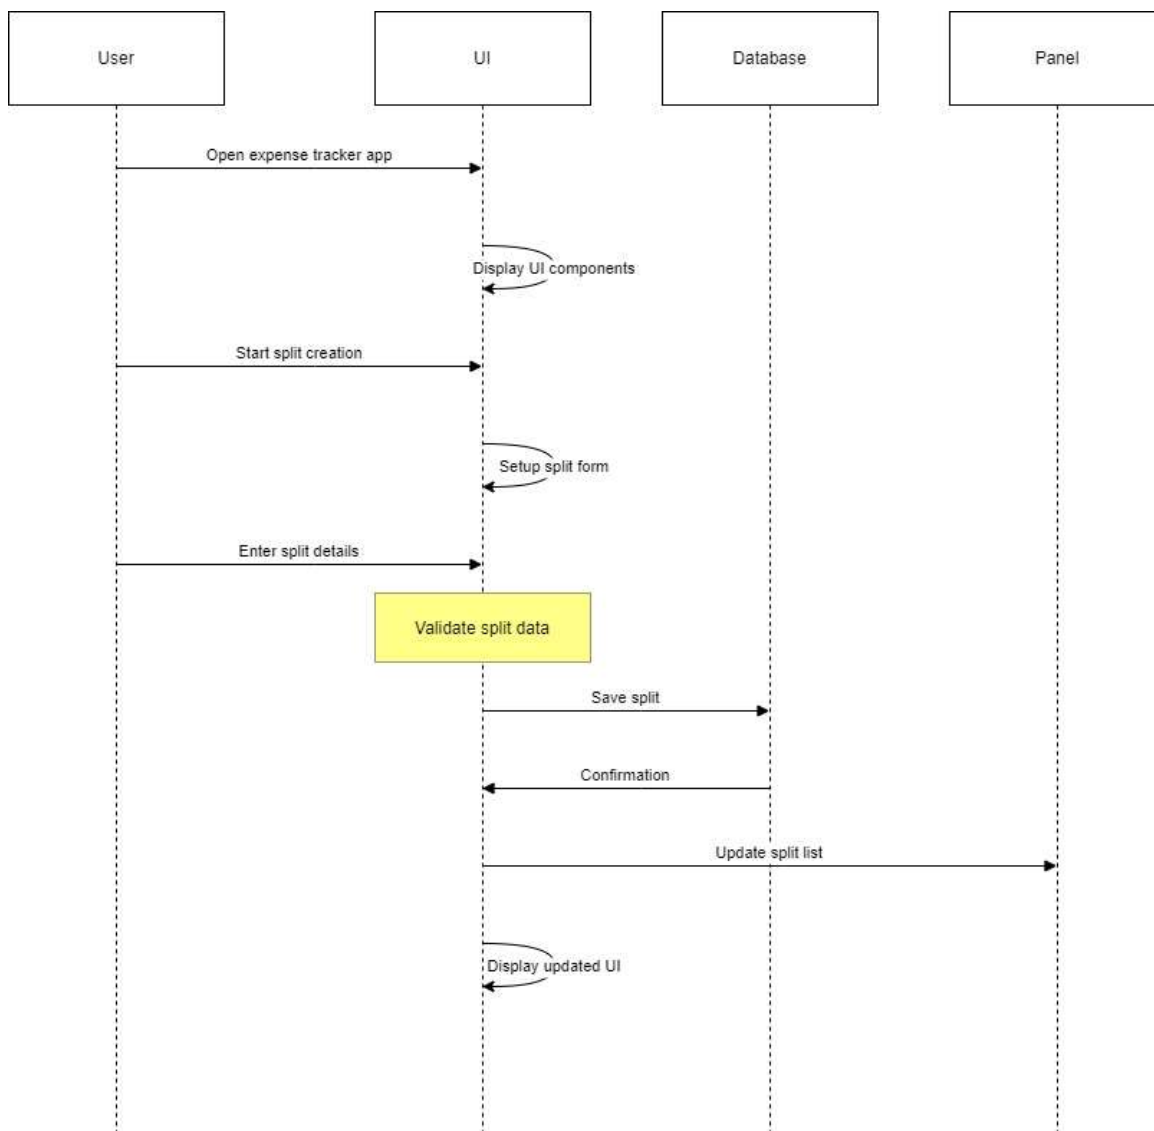 User
UI
Database
Panel
Open expense tracker app
Display UI components
Start split creation
Setup split form
Enter split details
Validate split data
Save split
Confirmation
Update split list
Display updated UI